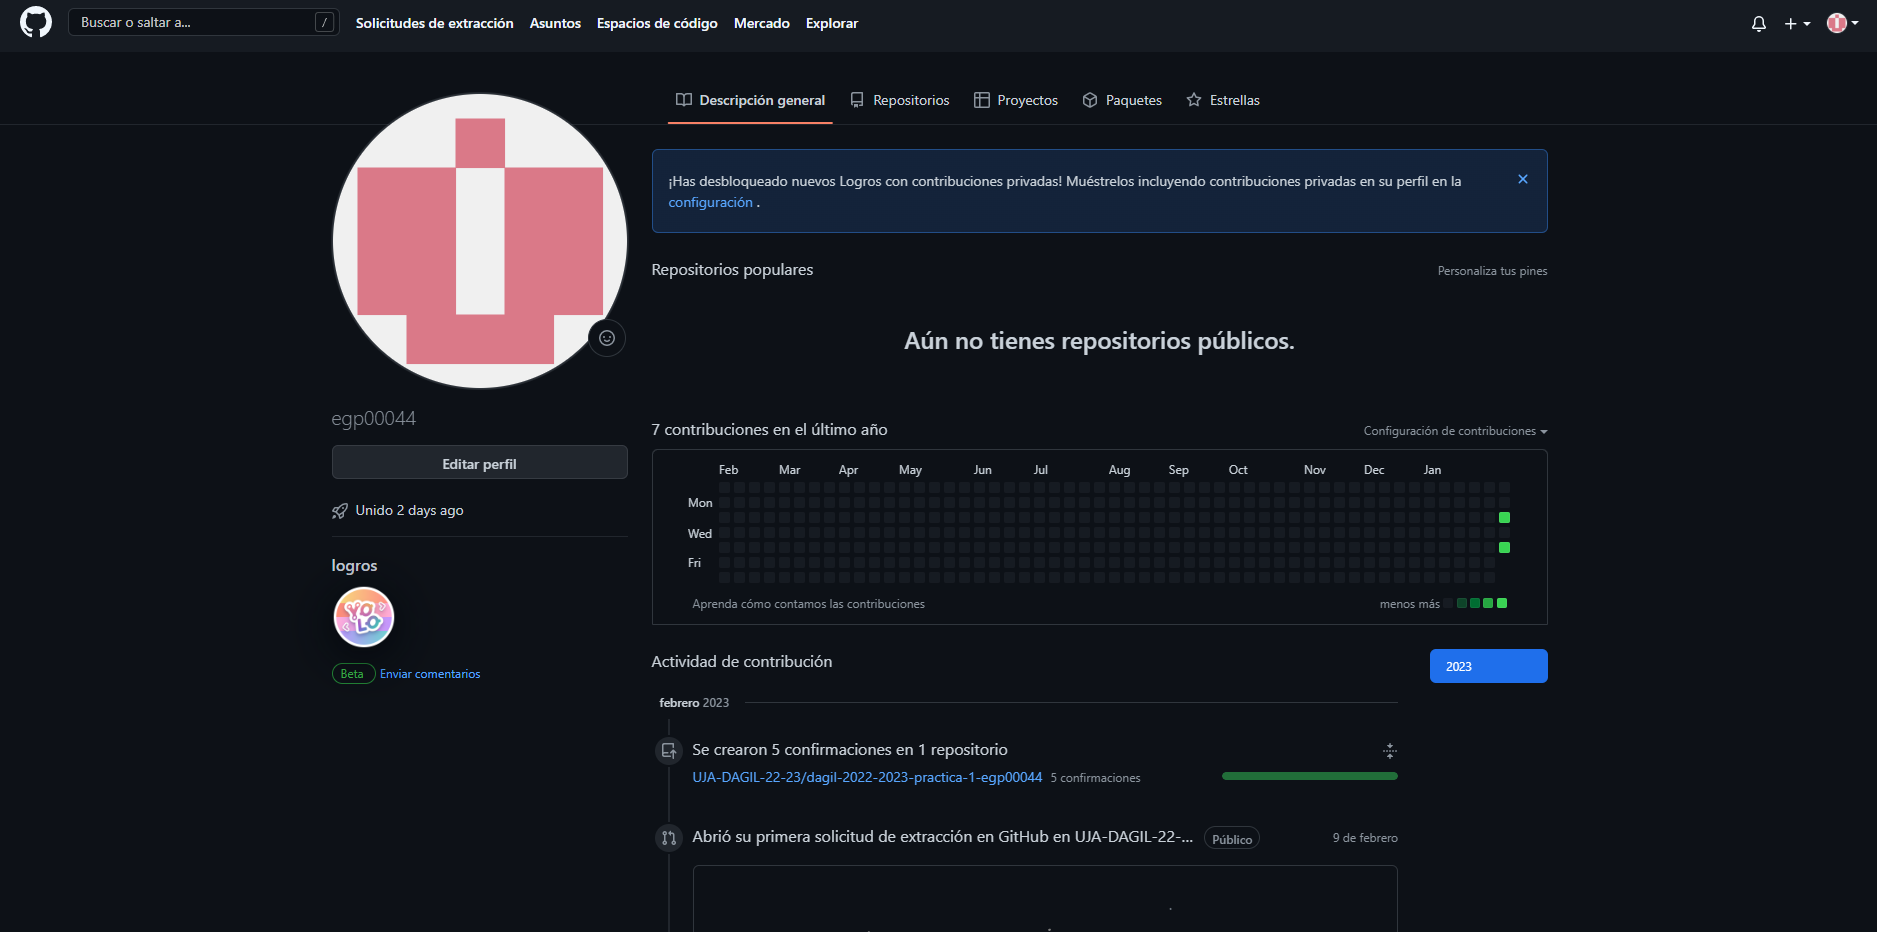 Buscar o saltar a...
/
Solicitudes de extracción
Asuntos
Espacios de código
Mercado
Explorar
Descripción general
Repositorios
Proyectos
Paquetes
Estrellas
¡Has desbloqueado nuevos Logros con contribuciones privadas! Muéstrelos incluyendo contribuciones privadas en su perfil en la
configuración .
Repositorios populares
Personaliza tus pines
Aún no tienes repositorios públicos.
egp00044
Editar perfil
Unido 2 days ago
logros
YOLO
Beta
Enviar comentarios
7 contribuciones en el último año
Configuración de contribuciones
Feb Mar Apr May Jun Jul Aug Sep Oct Nov Dec Jan
Mon
Wed
Fri
Aprenda cómo contamos las contribuciones
menos más
Actividad de contribución
2023
febrero 2023
Se crearon 5 confirmaciones en 1 repositorio
UJA-DAGIL-22-23/dagil-2022-2023-practica-1-egp00044 5 confirmaciones
Abrió su primera solicitud de extracción en GitHub en UJA-DAGIL-22-...
Público
9 de febrero